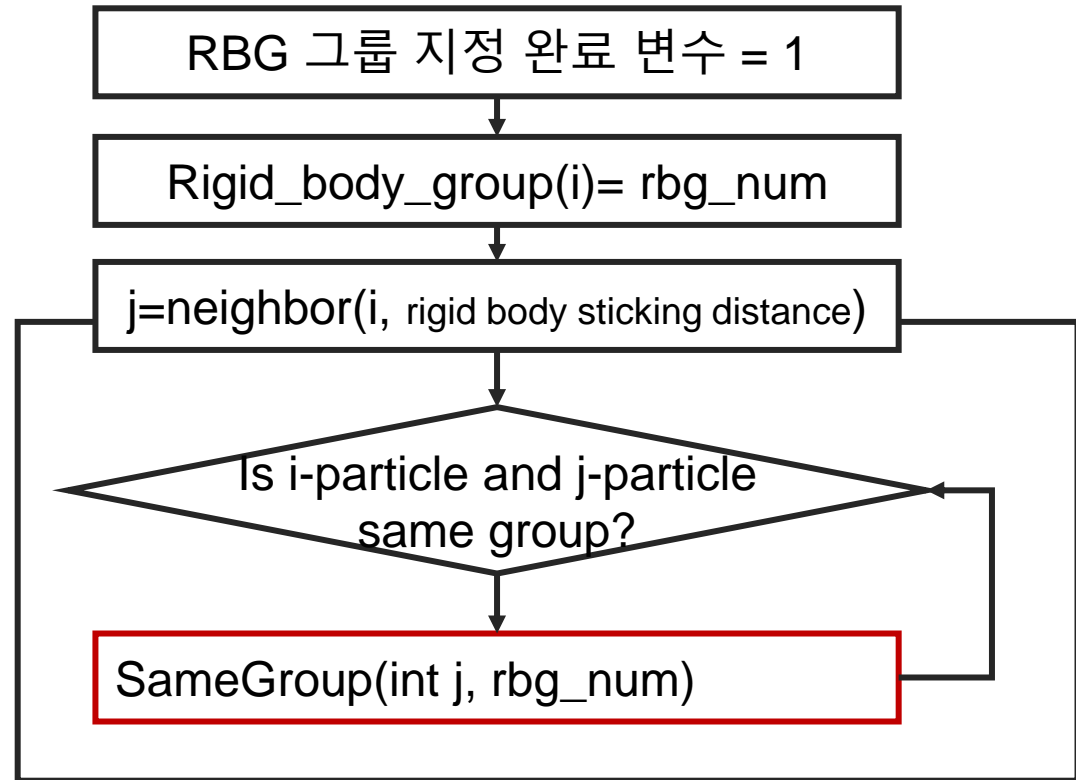 RBG 그룹 지정 완료 변수 = 1
Rigid_body_group(i)= rbg_num
j=neighbor(i, rigid body sticking distance)
Is i-particle and j-particle
same group?
SameGroup(int j, rbg_num)